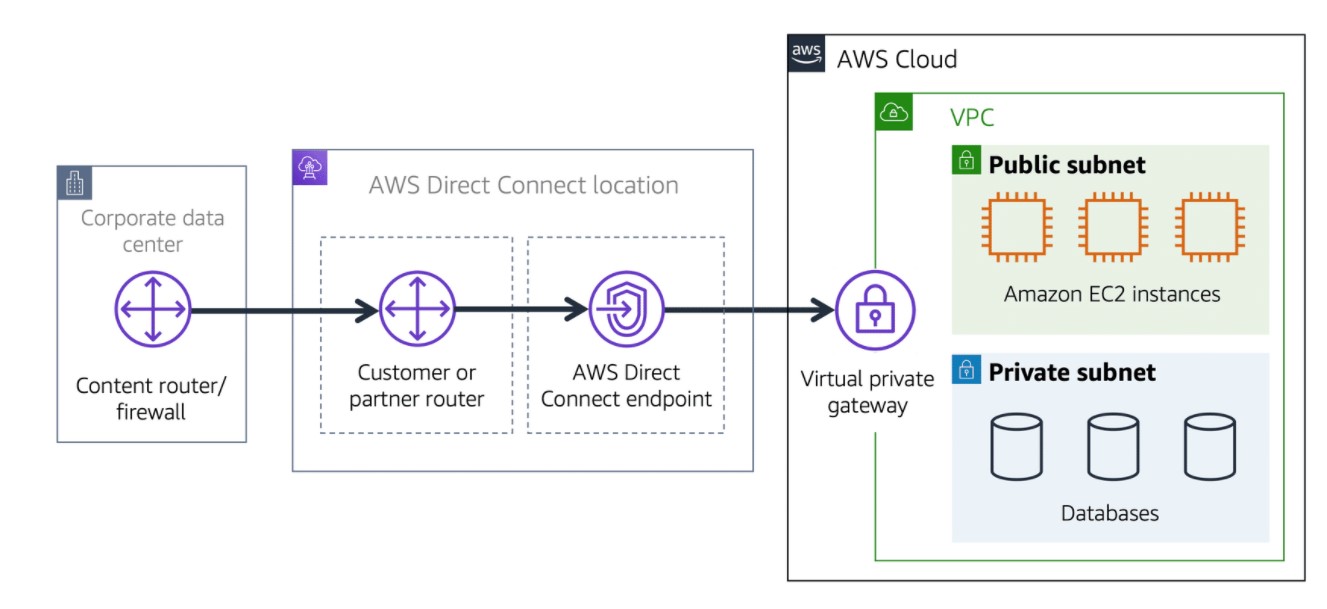 aws
AWS Cloud
VPC
Public subnet
Amazon EC2 instances
Private subnet
Databases
Virtual private
gateway
AWS Direct Connect location
Customer or
partner router
AWS Direct
Connect endpoint
Corporate data
center
Content router/
firewall